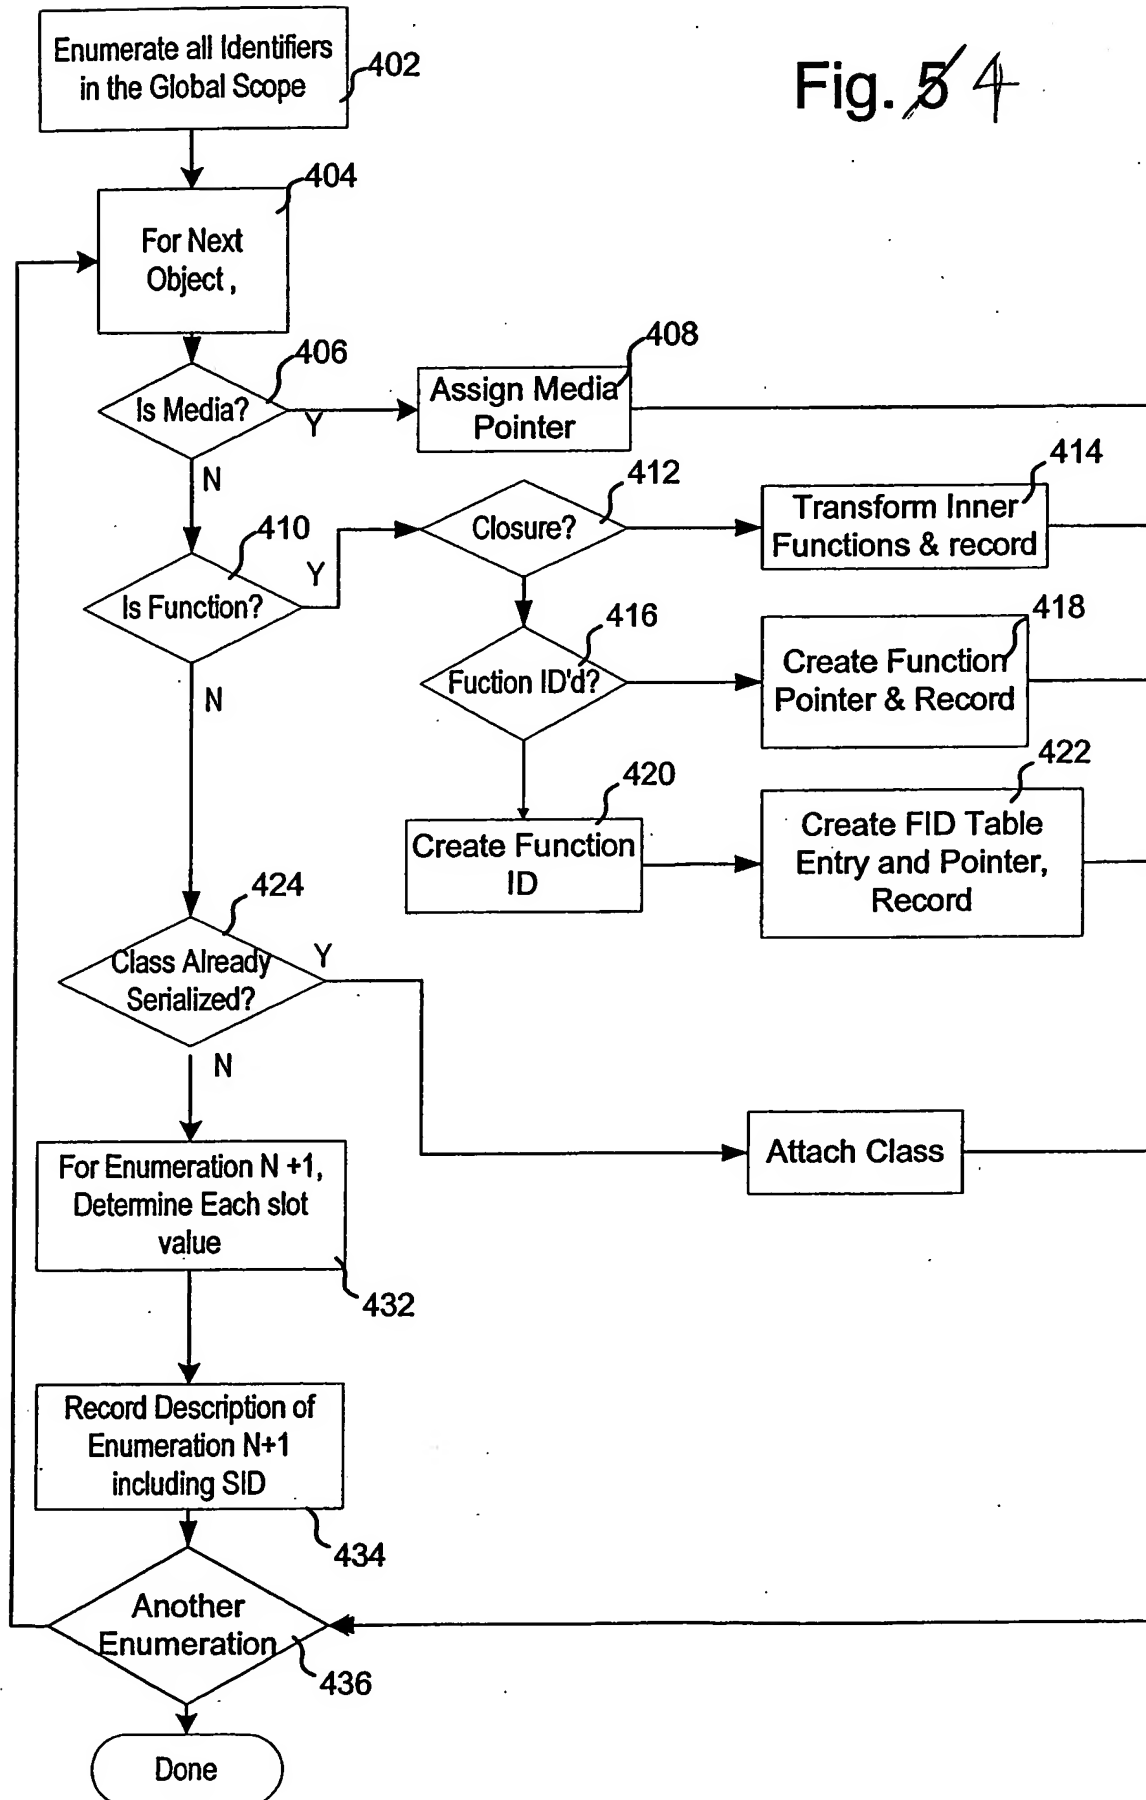 Enumerate all Identifiers
in the Global Scope
402
Fig. 5 4
404
For Next
Object ,
406
Is Media?
Y
N
408
Assign Media
Pointer
410
Is Function?
Y
N
412
Closure?
414
Transform Inner
Functions & record
416
Fuction ID'd?
418
Create Function
Pointer & Record
420
Create Function
ID
422
Create FID Table
Entry and Pointer,
Record
424
Class Already
Serialized?
Y
N
Attach Class
For Enumeration N +1,
Determine Each slot
value
432
Record Description of
Enumeration N+1
including SID
434
Another
Enumeration
436
Done